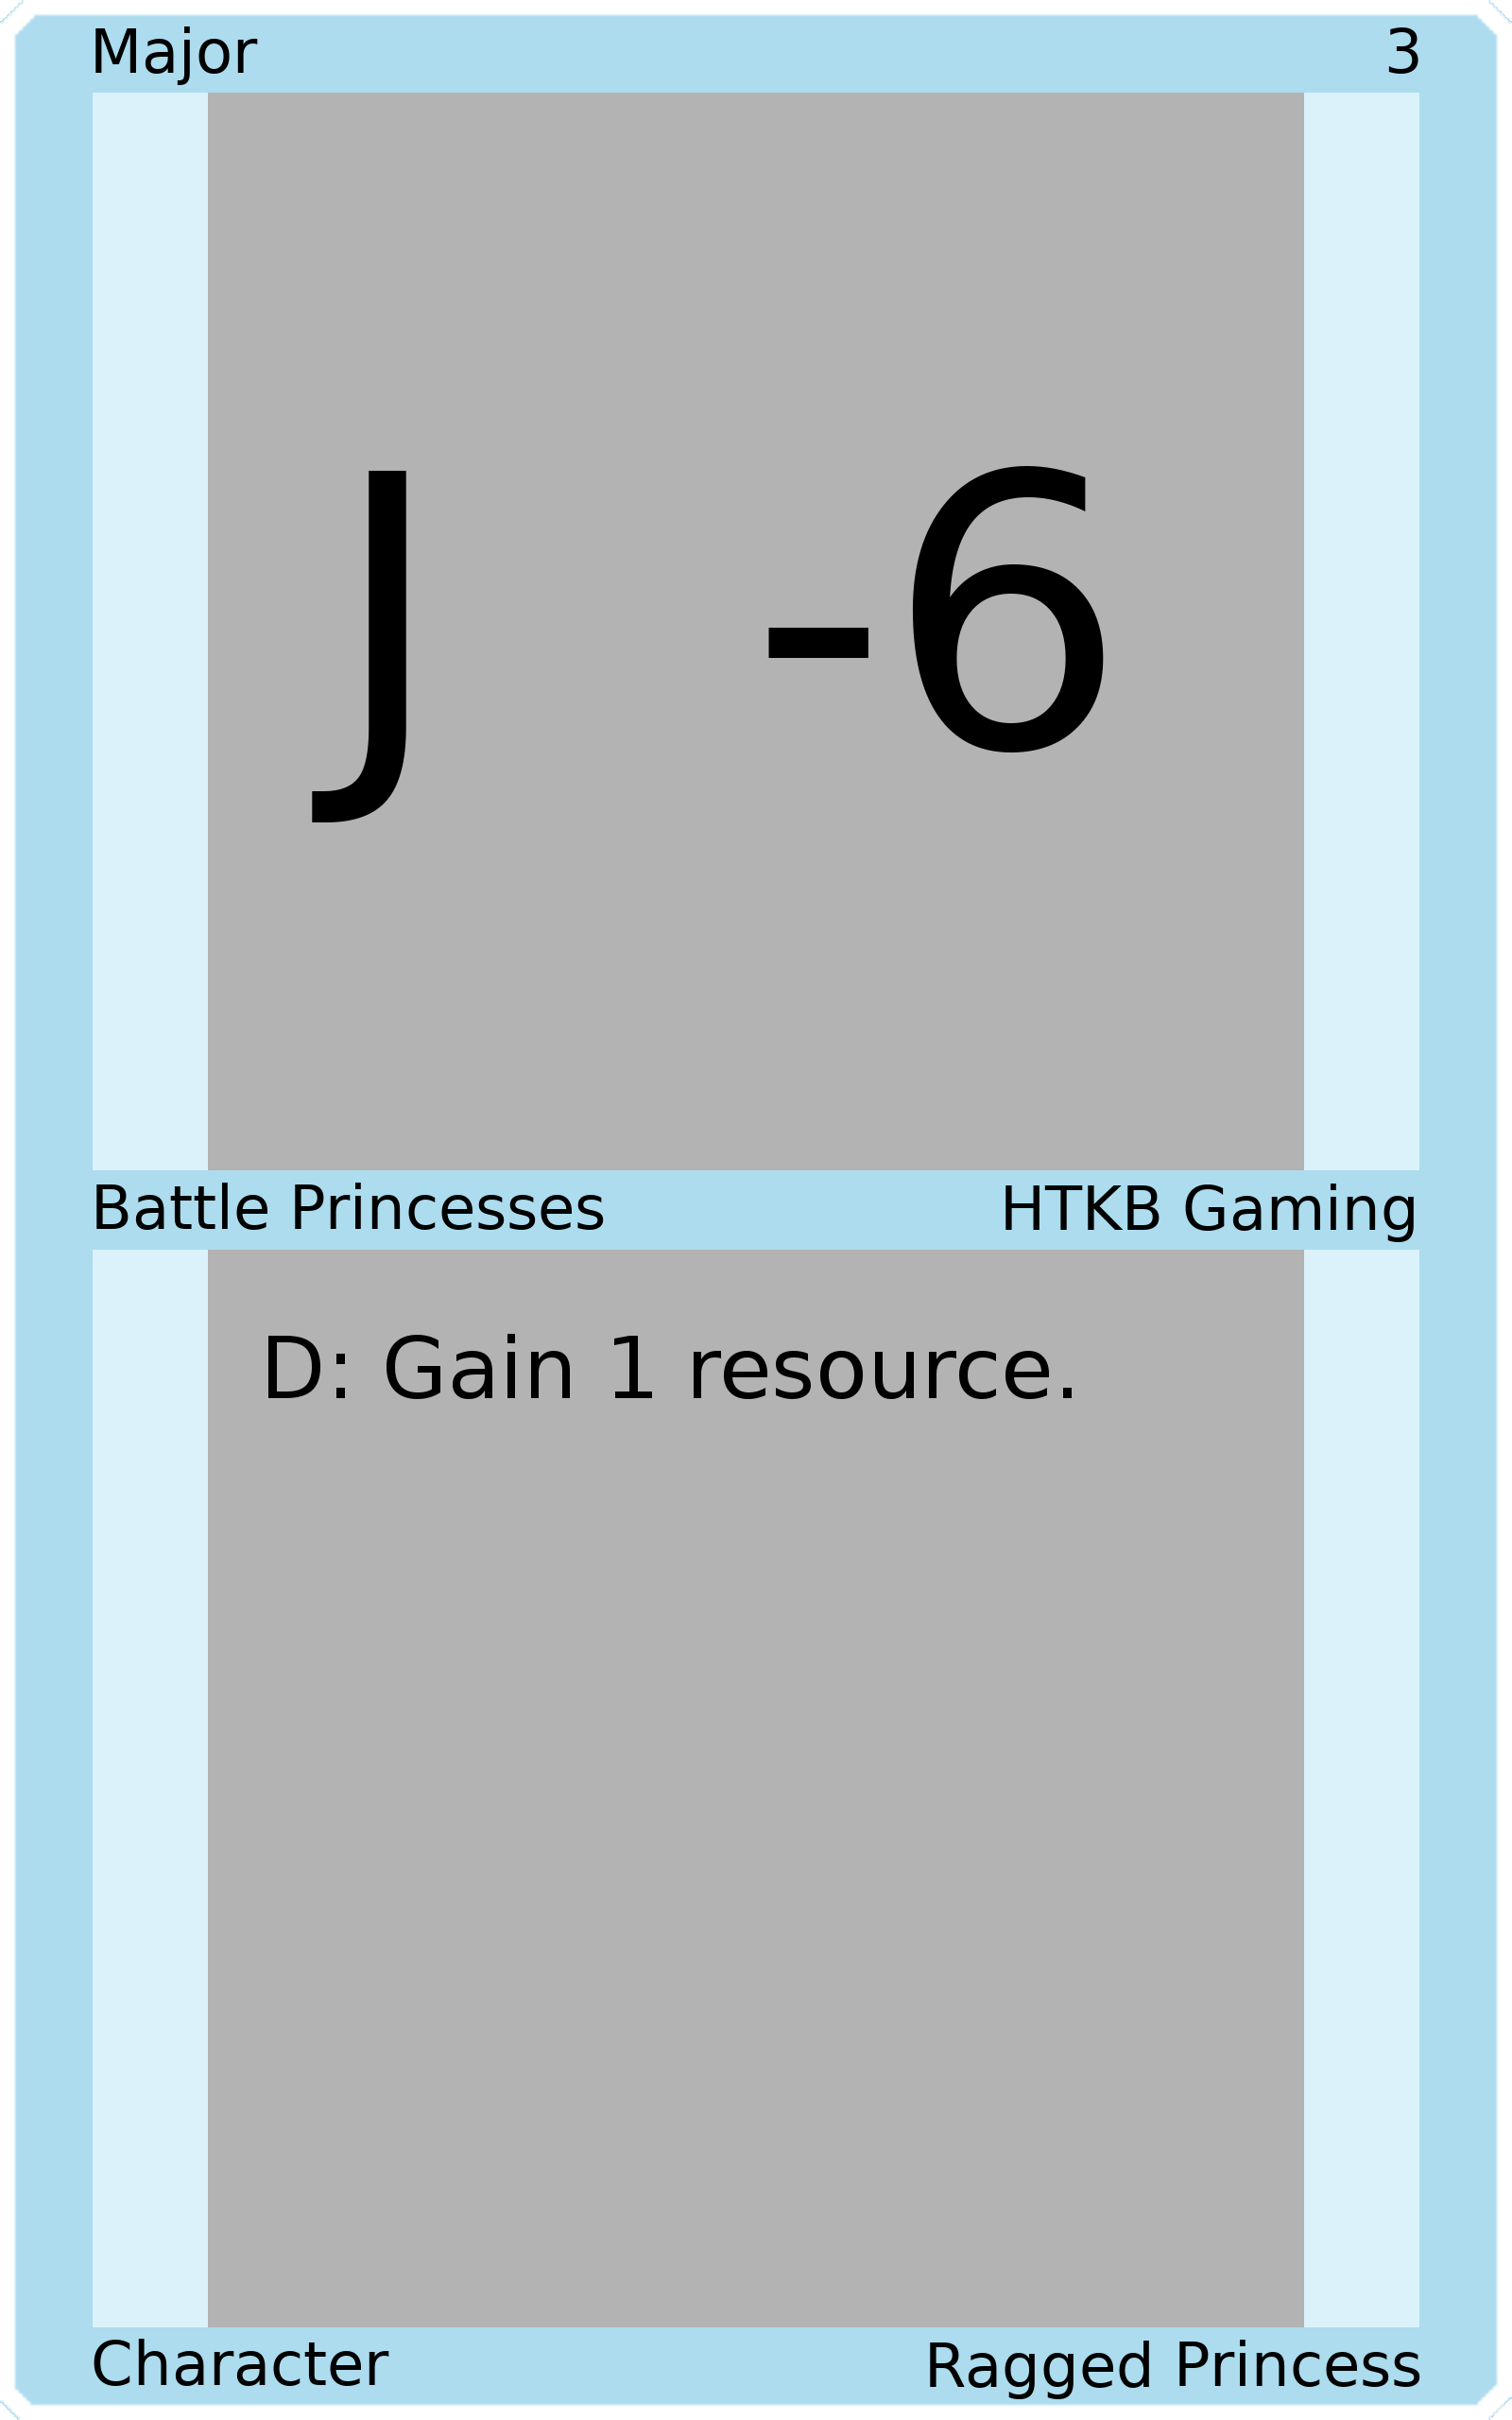 Major 3
J -6
Battle Princesses HTKB Gaming
D: Gain 1 resource.
Character Ragged Princess